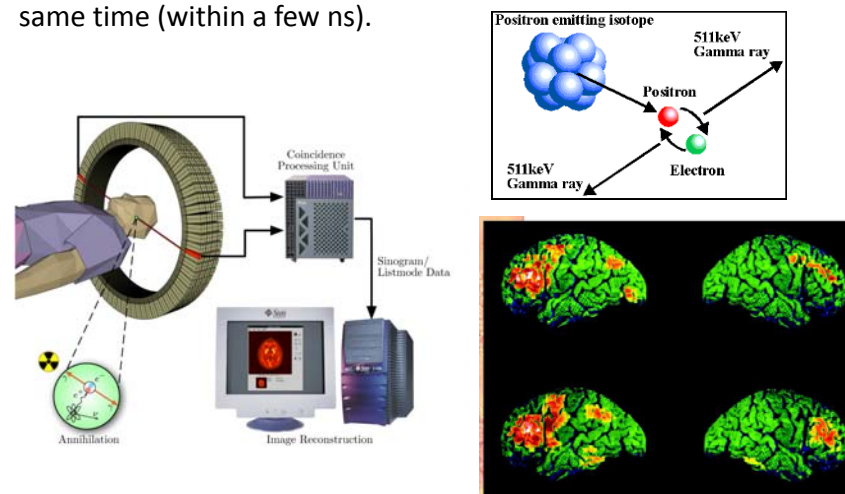 same time (within a few ns).
Positron emitting isotope
511keV
Gamma ray
Positron
511keV
Gamma ray
Electron
Coincidence
Processing Unit
Sinogram/
Listmode Data
Sun
Annihilation
Image Reconstruction